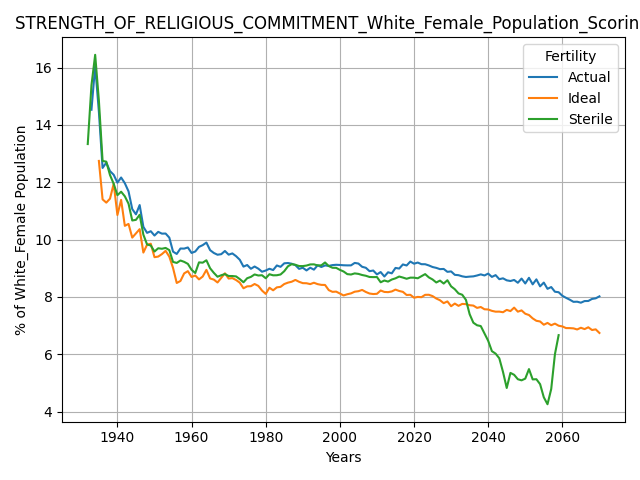 STRENGTH_OF_RELIGIOUS_COMMITMENT_White_Female_Population_Scorin
Fertility
Actual
Ideal
Sterile
% of White_Female Population
16
14
12
10
8
6
4
1940
1960
1980
2000
2020
2040
2060
Years